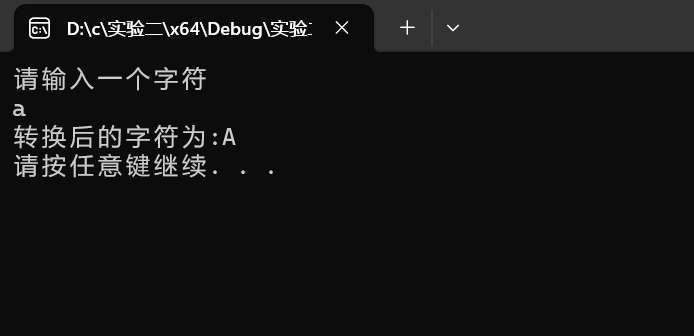 D:\c\实验二\x64\Debug\实验二
请输入一个字符
a
转换后的字符为:A
请按任意键继续. . .